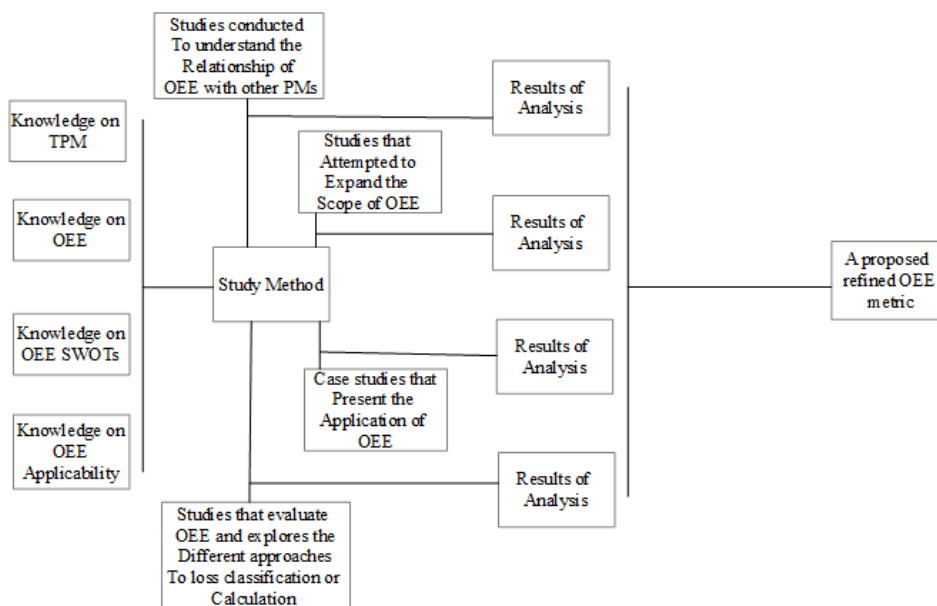 Studies conducted
To understand the
Relationship of
OEE with other PMs
Results of
Analysis
Knowledge on
TPM
Studies that
Attempted to
Expand the
Scope of OEE
Knowledge on
OEE
Results of
Analysis
Study Method
A proposed
refined OEE
metric
Knowledge on
OEE SWOTs
Results of
Analysis
Case studies that
Present the
Application of
OEE
Knowledge on
OEE
Applicability
Results of
Analysis
Studies that evaluate
OEE and explores the
Different approaches
To loss classification or
Calculation